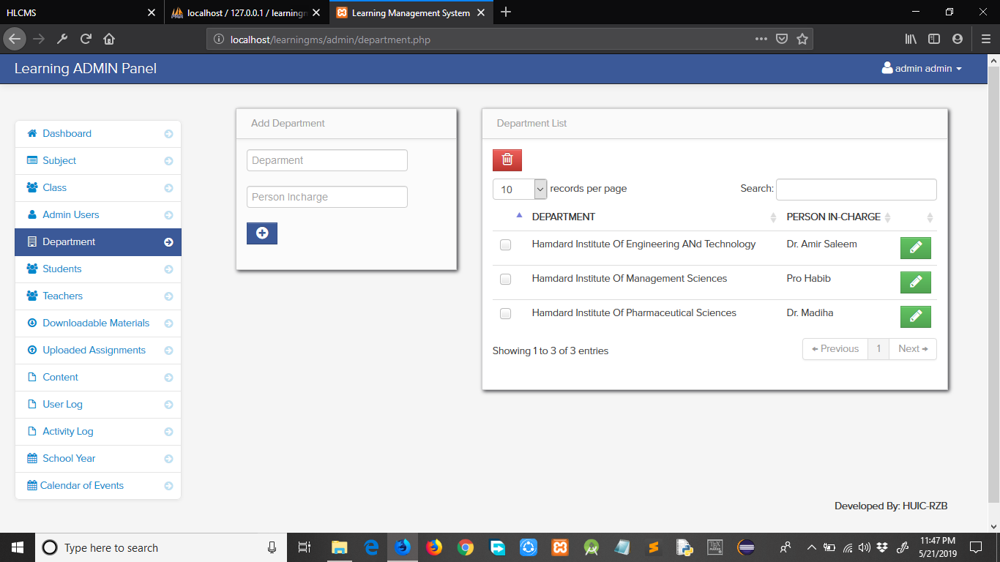 HLCMS
localhost / 127.0.0.1 / learningm
Learning Management System
localhost/learningms/admin/department.php
Learning ADMIN Panel
admin admin
Dashboard
Subject
Class
Admin Users
Department
Students
Teachers
Downloadable Materials
Uploaded Assignments
Content
User Log
Activity Log
School Year
Calendar of Events
Add Department
Deparment
Person Incharge
Department List
10 records per page
Search:
DEPARTMENT PERSON IN-CHARGE
Hamdard Institute Of Engineering ANd Technology Dr. Amir Saleem
Hamdard Institute Of Management Sciences Pro Habib
Hamdard Institute Of Pharmaceutical Sciences Dr. Madiha
Showing 1 to 3 of 3 entries
Previous 1 Next
Developed By: HUIC-RZB
Type here to search
TEX MAKER
11:47 PM
5/21/2019